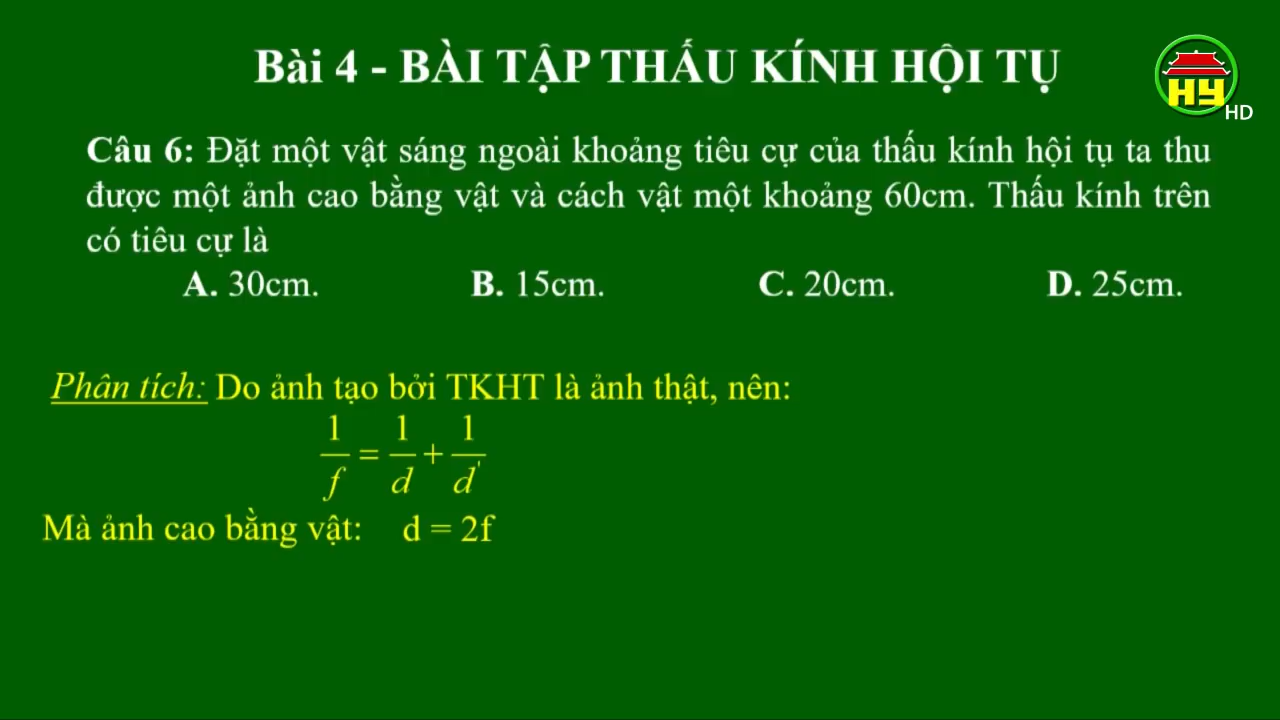 Bài 4 - BÀI TẬP THẤU KÍNH HỘI TỤ
HY
HD
Câu 6: Đặt một vật sáng ngoài khoảng tiêu cự của thấu kính hội tụ ta thu
được một ảnh cao bằng vật và cách vật một khoảng 60cm. Thấu kính trên
có tiêu cự là
A. 30cm. B. 15cm. C. 20cm. D. 25cm.
Phân tích: Do ảnh tạo bởi TKHT là ảnh thật, nên:
1/f = 1/d + 1/d'
Mà ảnh cao bằng vật: d = 2f